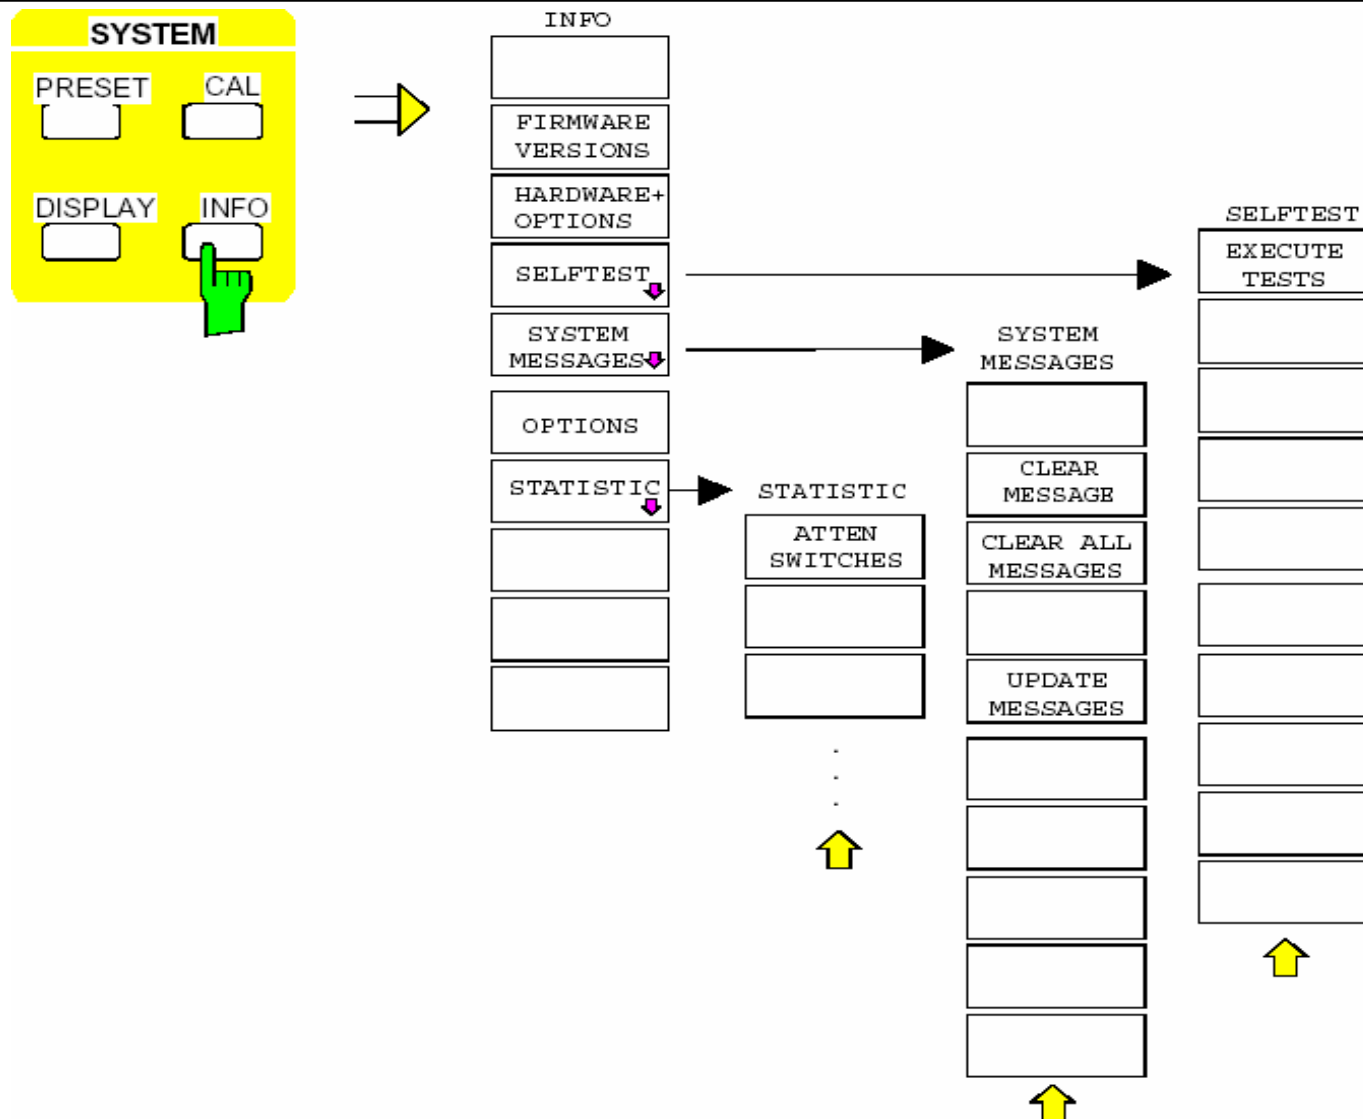 SYSTEM
PRESET
CAL
DISPLAY
INFO
INFO
FIRMWARE
VERSIONS
HARDWARE+
OPTIONS
SELFTEST
SYSTEM
MESSAGES
OPTIONS
STATISTIC
STATISTIC
ATTEN
SWITCHES
SYSTEM
MESSAGES
CLEAR
MESSAGE
CLEAR ALL
MESSAGES
UPDATE
MESSAGES
SELFTEST
EXECUTE
TESTS